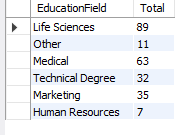 EducationField Total
Life Sciences 89
Other 11
Medical 63
Technical Degree 32
Marketing 35
Human Resources 7